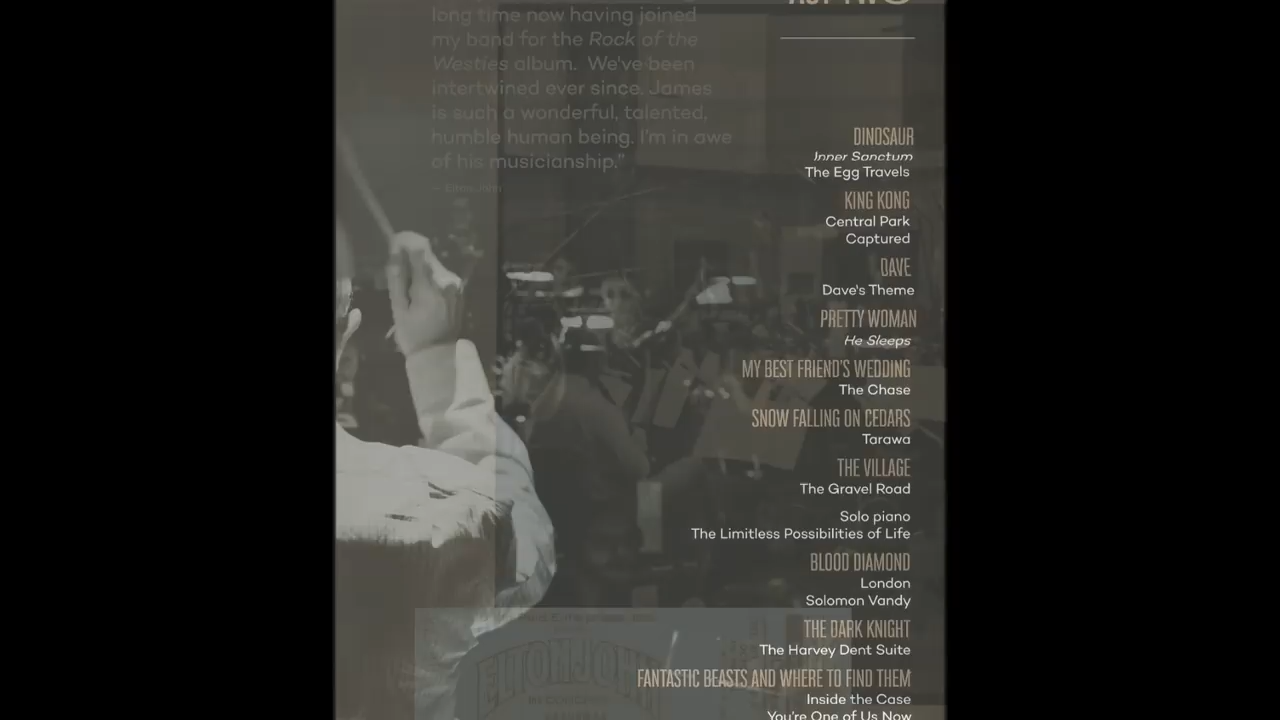 long time now having joined
my band for the Rock of the
Westies album. We've been
intertwined ever since. James
is such a wonderful, talented,
humble human being. I'm in awe
of his musicianship."
— Elton John
DINOSAUR
Inner Sanctum
The Egg Travels
KING KONG
Central Park
Captured
DAVE
Dave's Theme
PRETTY WOMAN
He Sleeps
MY BEST FRIEND'S WEDDING
The Chase
SNOW FALLING ON CEDARS
Tarawa
THE VILLAGE
The Gravel Road
Solo piano
The Limitless Possibilities of Life
BLOOD DIAMOND
London
Solomon Vandy
THE DARK KNIGHT
The Harvey Dent Suite
FANTASTIC BEASTS AND WHERE TO FIND THEM
Inside the Case
You're One of Us Now
ELTON JOHN